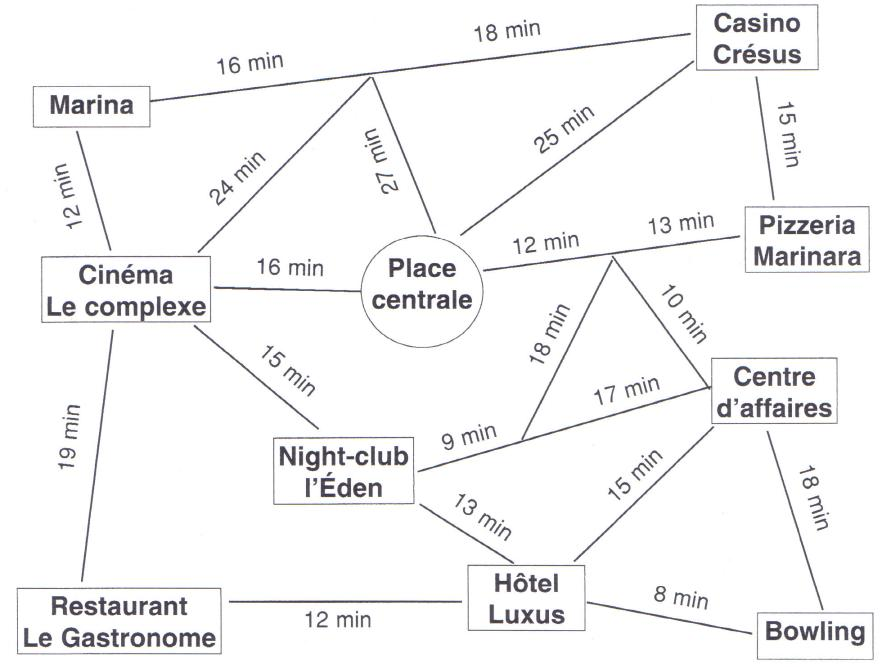 Casino
Crésus
18 min
16 min
Marina
25 min
15 min
27 min
24 min
12 min
Pizzeria
Marinara
13 min
12 min
Place
centrale
16 min
Cinéma
Le complexe
18 min
10 min
15 min
Centre
d'affaires
17 min
9 min
19 min
Night-club
l'Éden
15 min
18 min
13 min
Hôtel
Luxus
8 min
Bowling
Restaurant
Le Gastronome
12 min